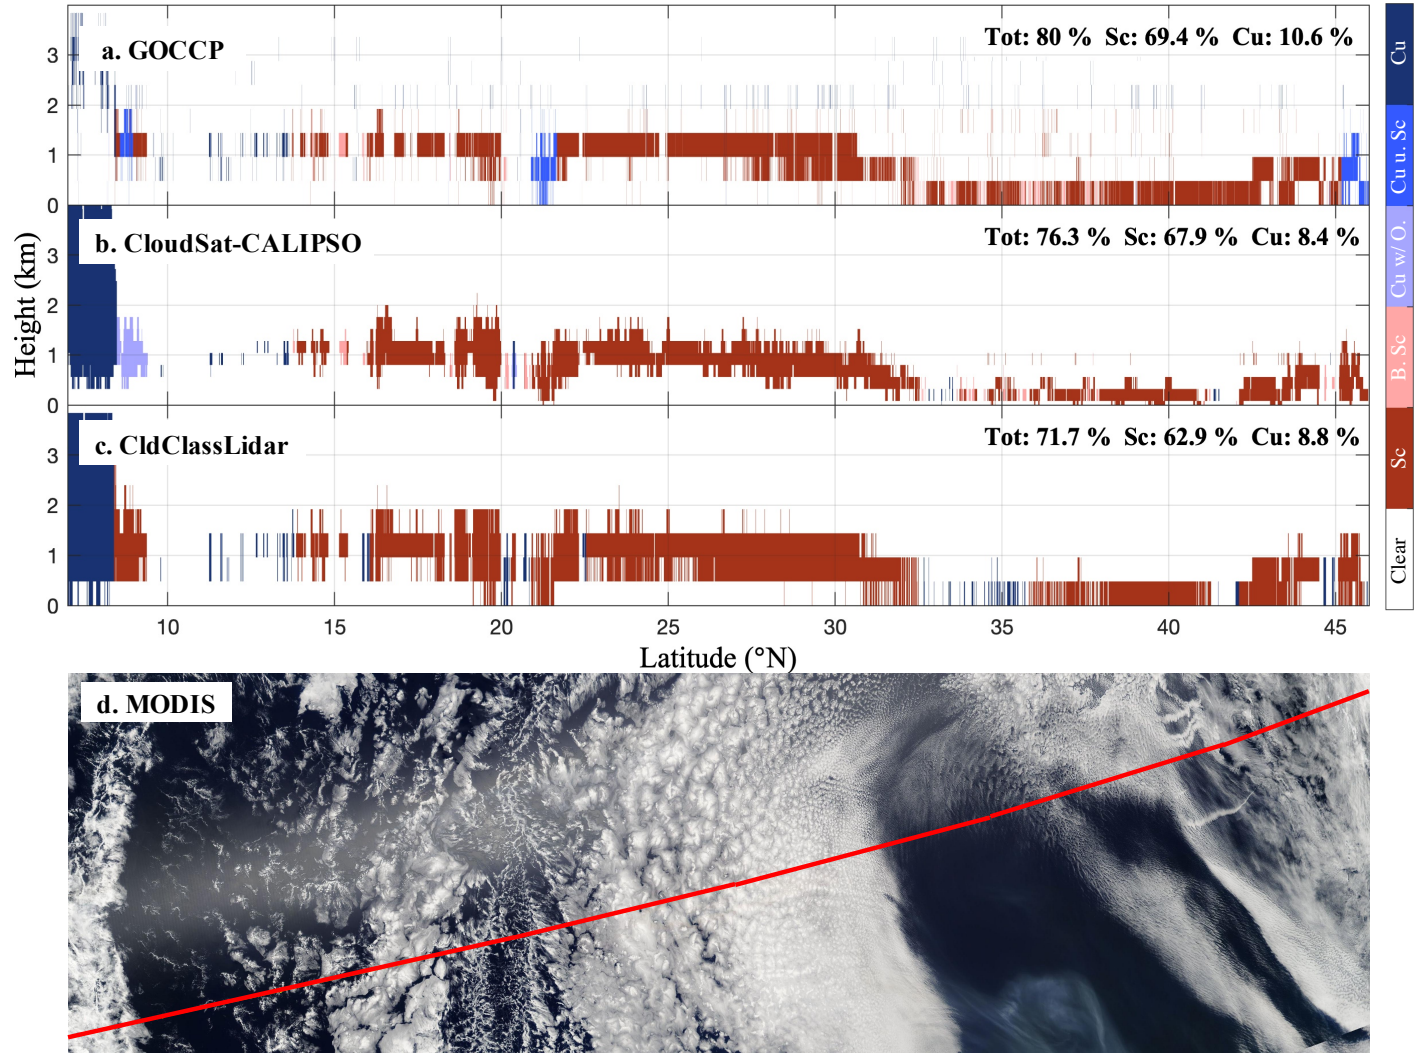 a. GOCCP
Tot: 80 % Sc: 69.4 % Cu: 10.6 %
3
2
1
0
b. CloudSat-CALIPSO
Tot: 76.3 % Sc: 67.9 % Cu: 8.4 %
3
2
1
0
Height (km)
c. CldClassLidar
Tot: 71.7 % Sc: 62.9 % Cu: 8.8 %
3
2
1
0
10 15 20 25 30 35 40 45
Latitude (°N)
Cu
Cu u. Sc
Cu w/ O.
B. Sc
Sc
Clear
d. MODIS